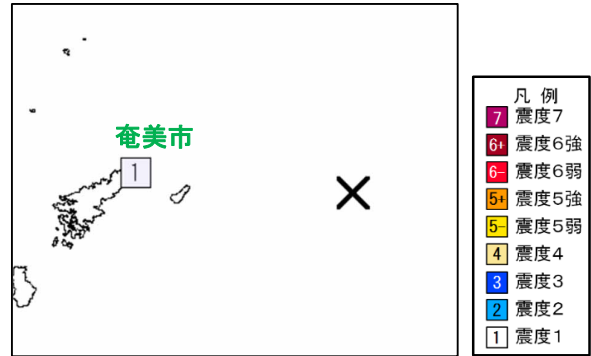 奄美市
1
凡 例
7 震度7
6+ 震度6強
6- 震度6弱
5+ 震度5強
5- 震度5弱
4 震度4
3 震度3
2 震度2
1 震度1